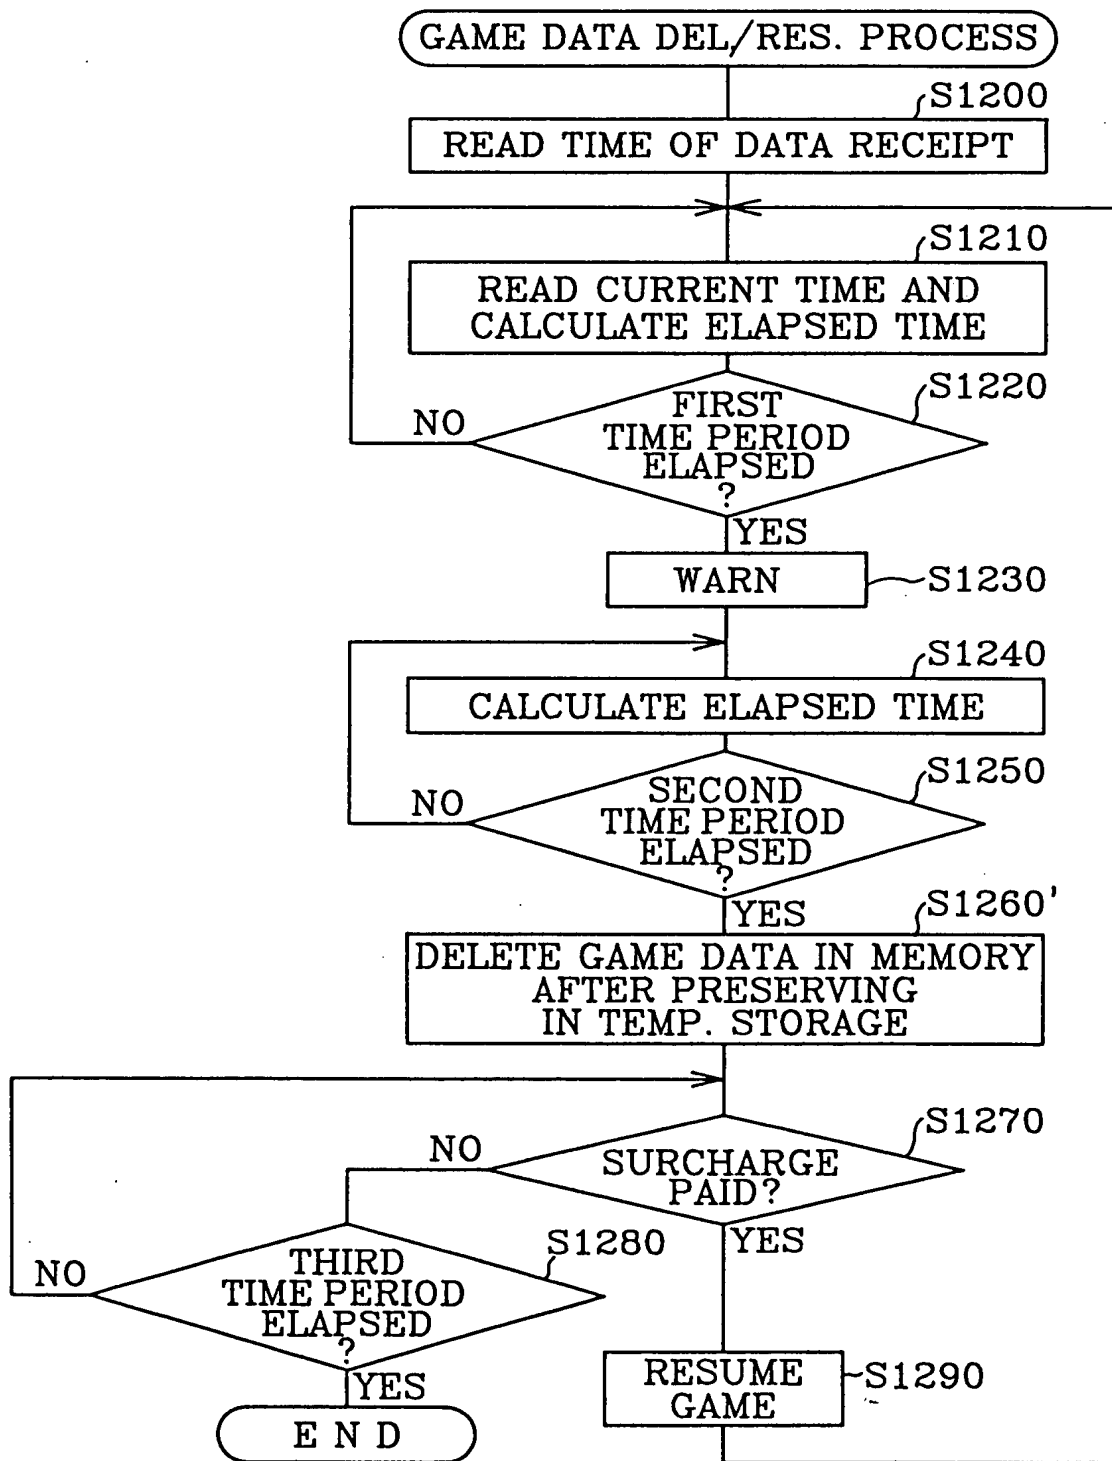 GAME DATA DEL/RES. PROCESS
S1200
READ TIME OF DATA RECEIPT
S1210
READ CURRENT TIME AND
CALCULATE ELAPSED TIME
S1220
FIRST
TIME PERIOD
ELAPSED
?
NO
YES
WARN
S1230
S1240
CALCULATE ELAPSED TIME
S1250
SECOND
TIME PERIOD
ELAPSED
?
NO
YES
S1260'
DELETE GAME DATA IN MEMORY
AFTER PRESERVING
IN TEMP. STORAGE
S1270
NO
SURCHARGE
PAID?
YES
S1280
NO
THIRD
TIME PERIOD
ELAPSED
?
YES
RESUME
GAME
S1290
END